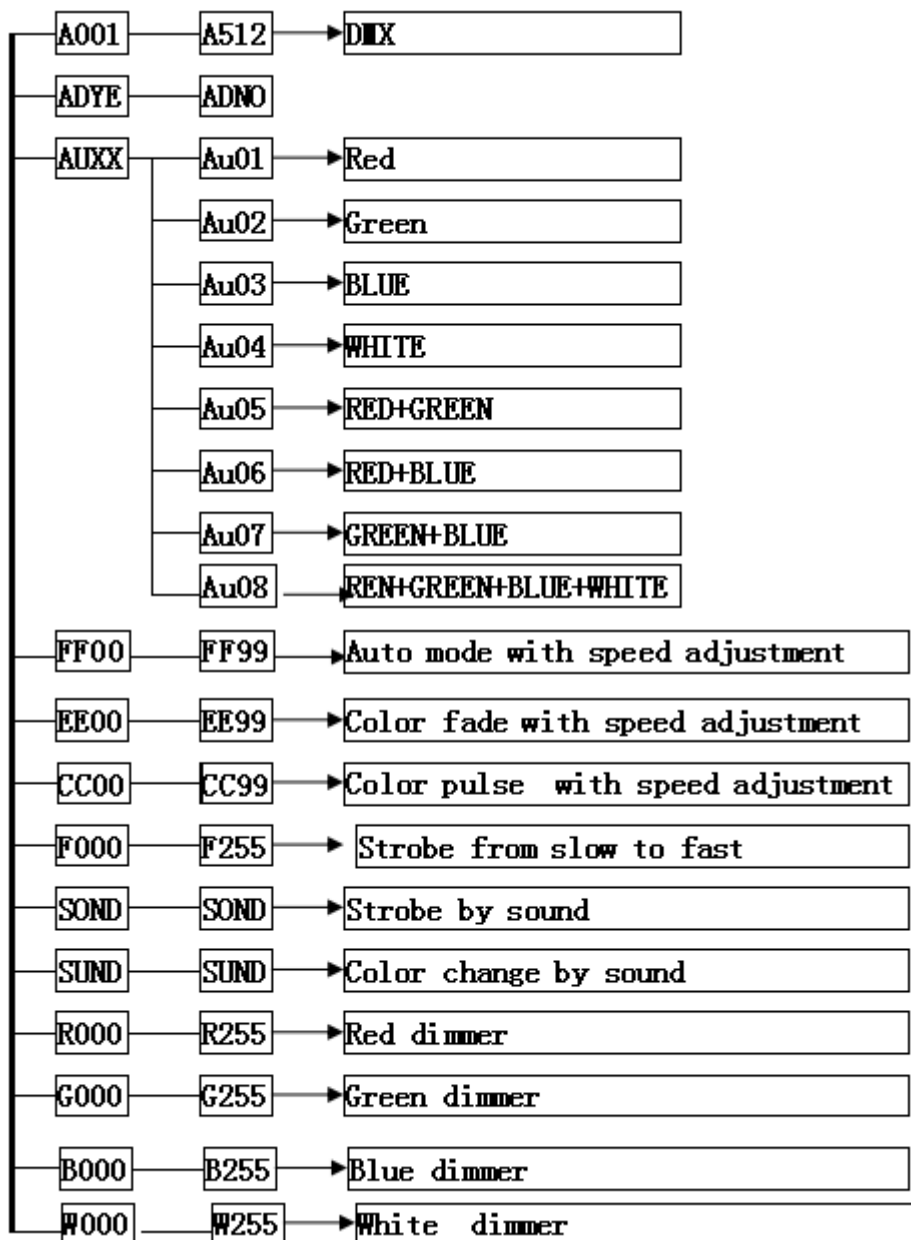 A001 A512 DMX
ADYE ADNO
AUXX Au01 Red
Au02 Green
Au03 BLUE
Au04 WHITE
Au05 RED+GREEN
Au06 RED+BLUE
Au07 GREEN+BLUE
Au08 REN+GREEN+BLUE+WHITE
FF00 FF99 Auto mode with speed adjustment
EE00 EE99 Color fade with speed adjustment
CC00 CC99 Color pulse with speed adjustment
F000 F255 Strobe from slow to fast
SOND SOND Strobe by sound
SUND SUND Color change by sound
R000 R255 Red dimmer
G000 G255 Green dimmer
B000 B255 Blue dimmer
W000 W255 White dimmer